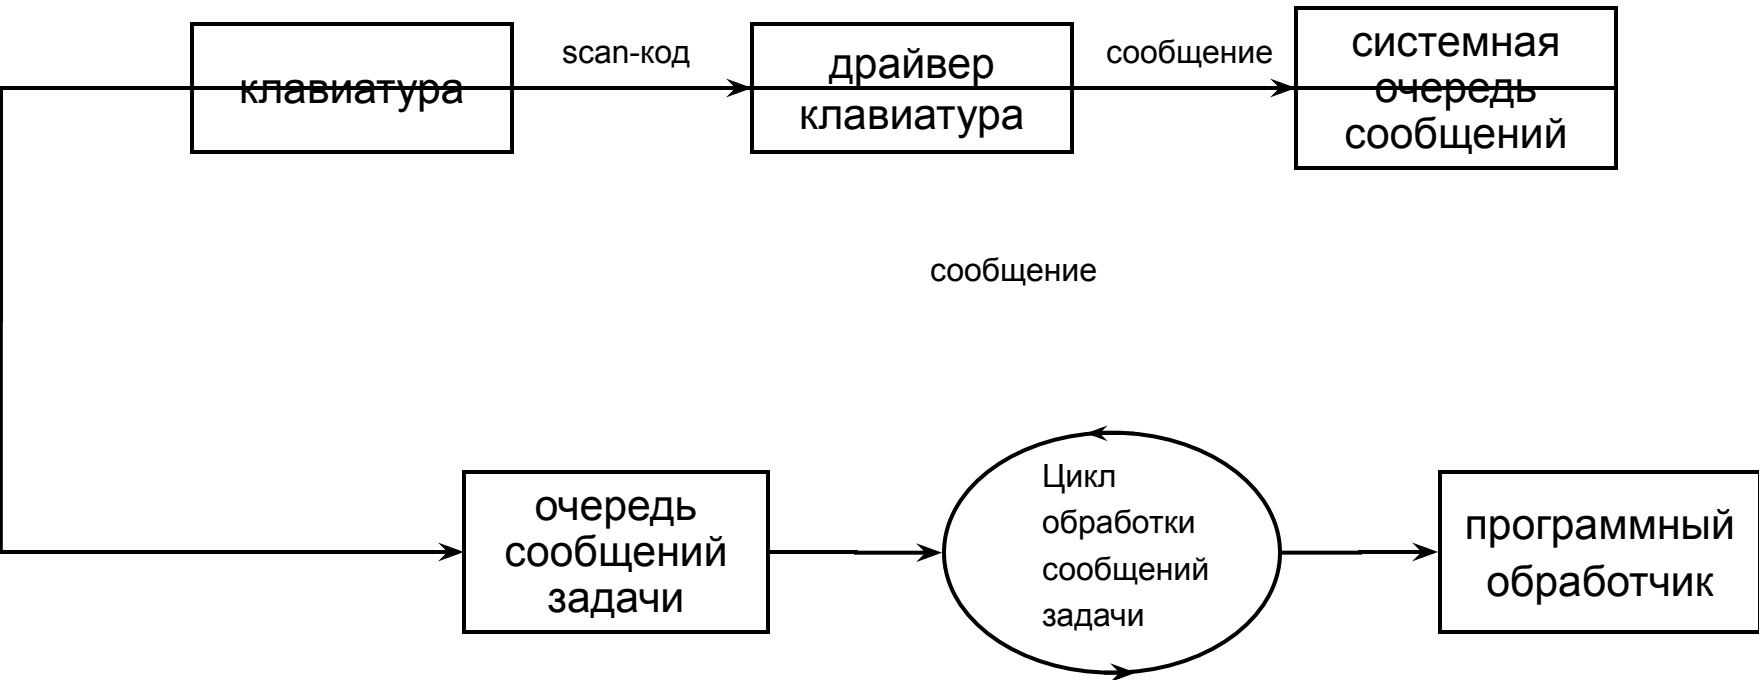 клавиатура
scan-код
драйвер
клавиатура
сообщение
системная
очередь
сообщений
сообщение
очередь
сообщений
задачи
Цикл
обработки
сообщений
задачи
программный
обработчик